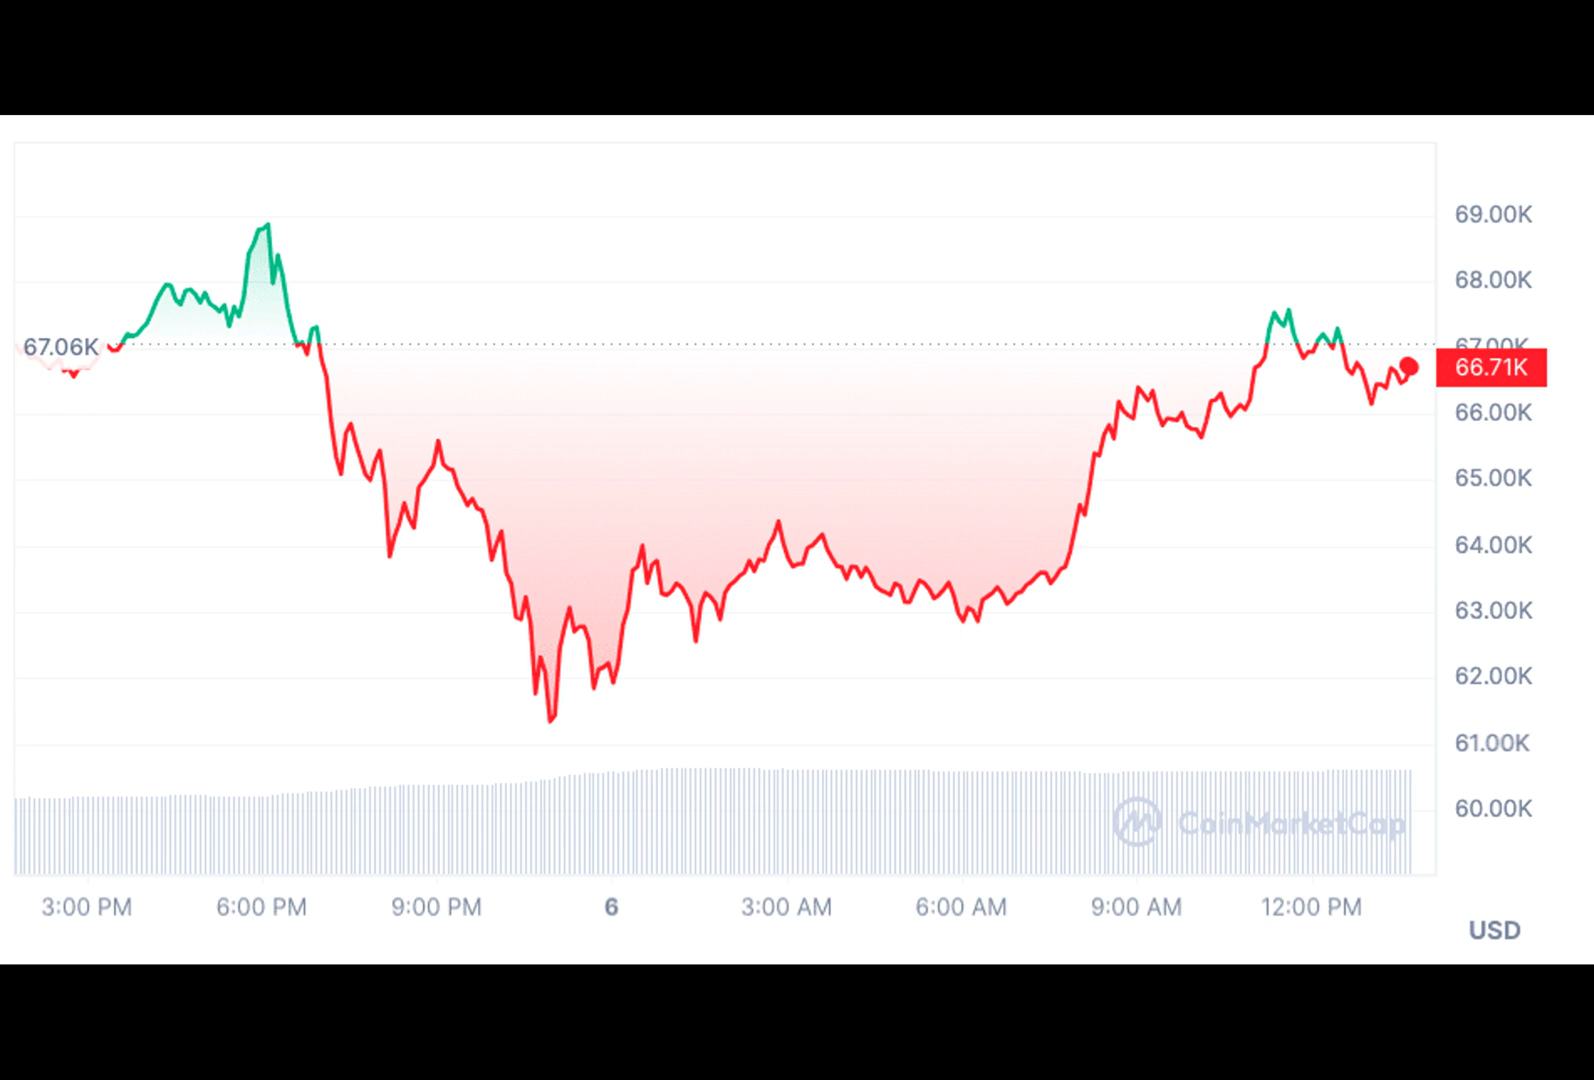 69.00K
68.00K
67.06K
67.00K
66.71K
66.00K
65.00K
64.00K
63.00K
62.00K
61.00K
60.00K
CoinMarketCap
3:00 PM 6:00 PM 9:00 PM 6 3:00 AM 6:00 AM 9:00 AM 12:00 PM
USD